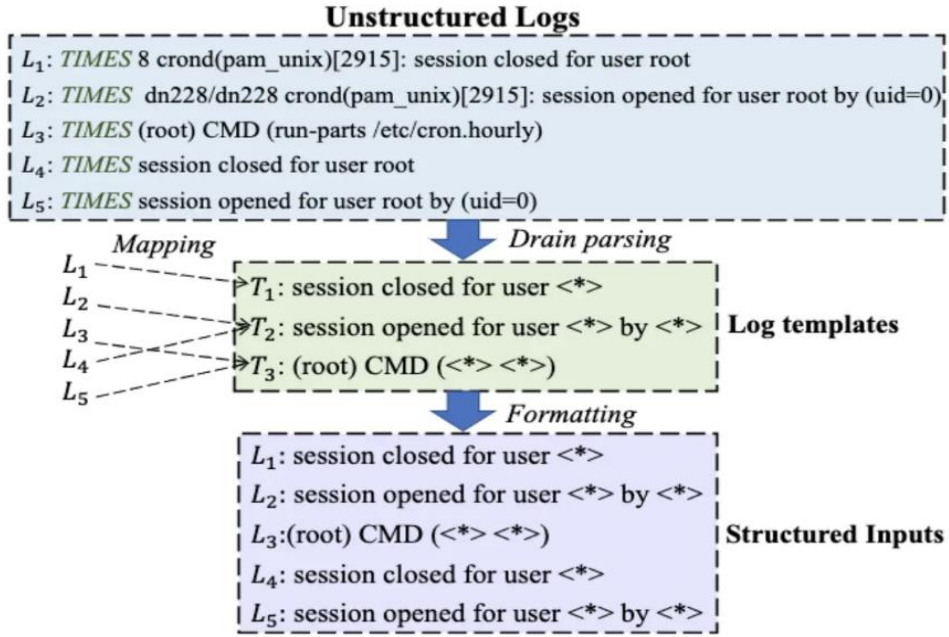 Unstructured Logs
L₁: TIMES 8 crond(pam_unix)[2915]: session closed for user root
L₂: TIMES dn228/dn228 crond(pam_unix)[2915]: session opened for user root by (uid=0)
L₃: TIMES (root) CMD (run-parts /etc/cron.hourly)
L₄: TIMES session closed for user root
L₅: TIMES session opened for user root by (uid=0)
Mapping
Drain parsing
L₁
L₂
L₃
L₄
L₅
T₁: session closed for user <*>
T₂: session opened for user <*> by <*>
T₃: (root) CMD (<*> <*>)
Log templates
Formatting
L₁: session closed for user <*>
L₂: session opened for user <*> by <*>
L₃:(root) CMD (<*> <*>)
L₄: session closed for user <*>
L₅: session opened for user <*> by <*>
Structured Inputs